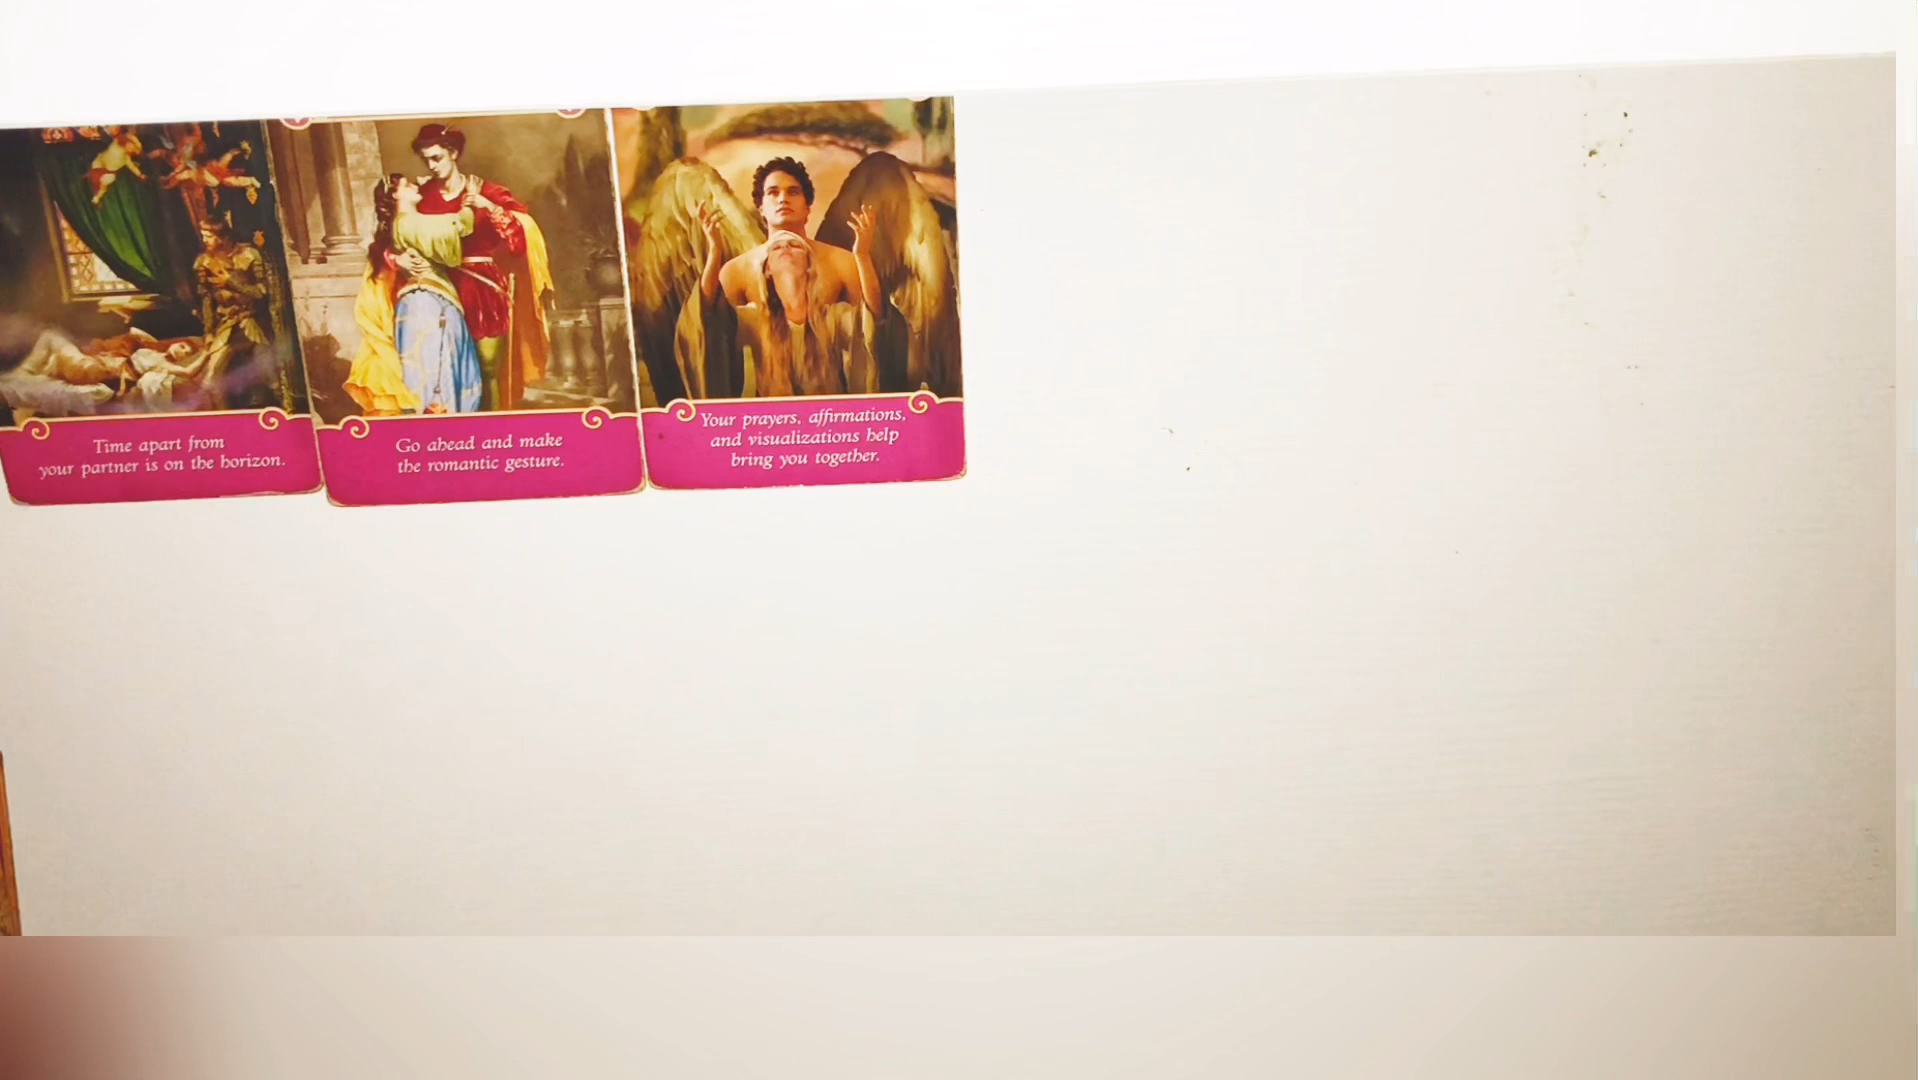 Time apart from
your partner is on the horizon.
Go ahead and make
the romantic gesture.
Your prayers, affirmations,
and visualizations help
bring you together.